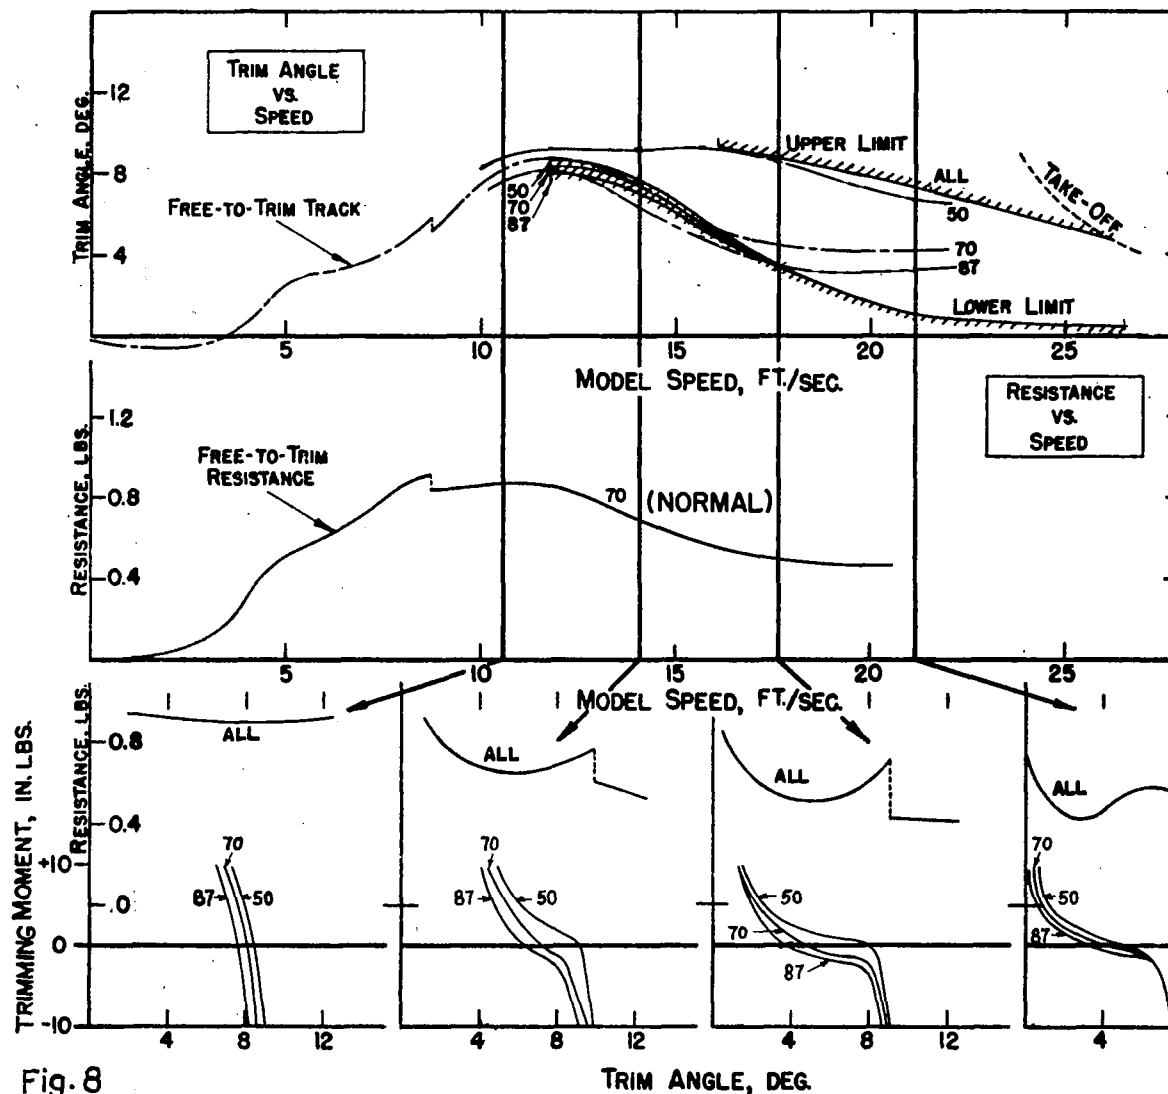 TRIM ANGLE
VS.
SPEED
TRIM ANGLE, DEG.
12
8
4
FREE-TO-TRIM TRACK
50
70
87
UPPER LIMIT
ALL
50
TAKE-OFF
70
87
LOWER LIMIT
5 10 15 20 25
MODEL SPEED, FT./SEC.
RESISTANCE
VS.
SPEED
RESISTANCE, LBS.
1.2
0.8
0.4
FREE-TO-TRIM
RESISTANCE
70 (NORMAL)
5 10 15 20 25
MODEL SPEED, FT./SEC.
TRIMMING MOMENT, IN. LBS.
RESISTANCE, LBS.
0.8
0.4
+10
.0
0
-10
ALL
70
87 50
4 8 12
ALL
70
87 50
4 8 12
ALL
50
70
87
4 8 12
ALL
70
50
87
4
Fig. 8
TRIM ANGLE, DEG.